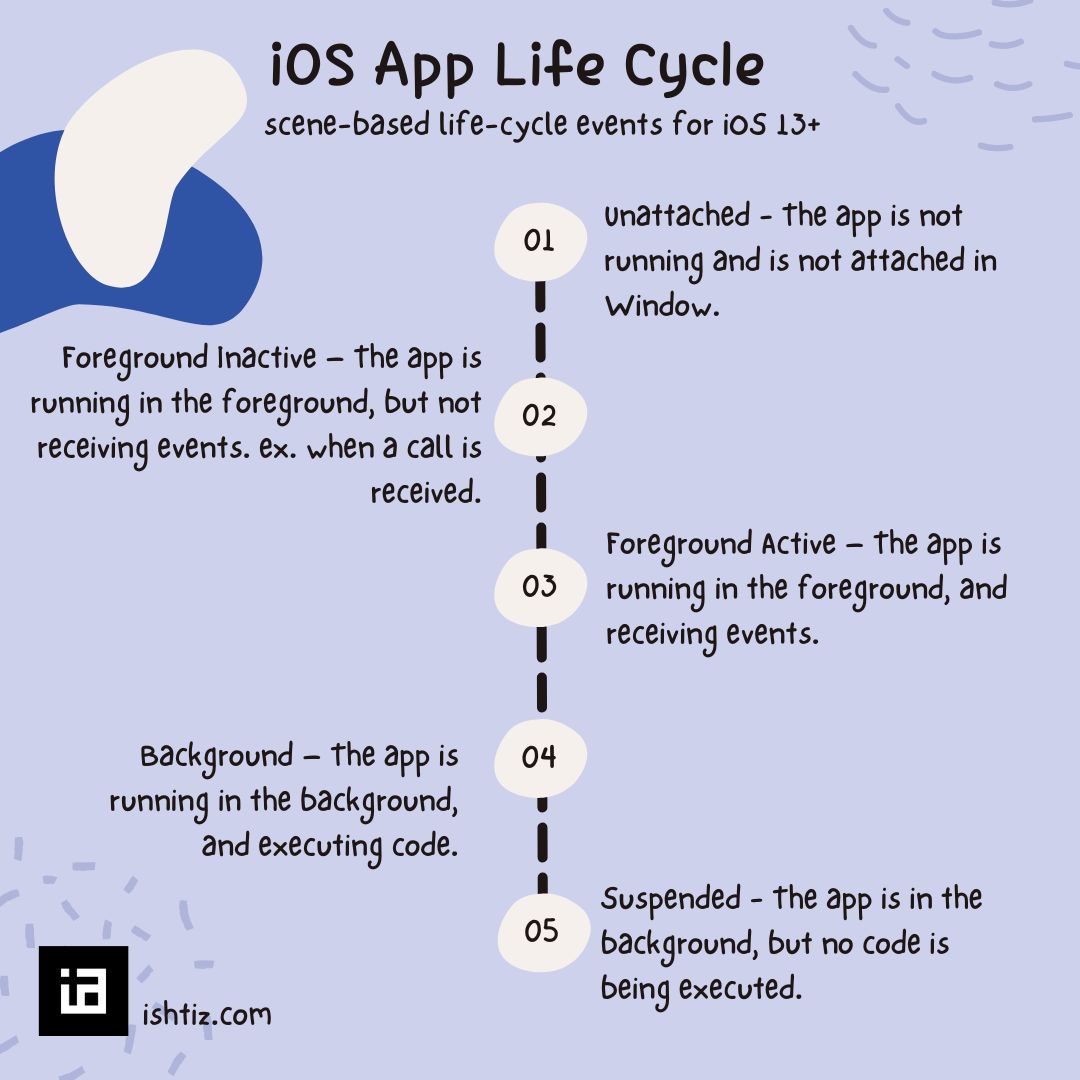 iOS App Life Cycle
scene-based life-cycle events for iOS 13+
01
Unattached - The app is not
running and is not attached in
Window.
Foreground Inactive – The app is
running in the foreground, but not
receiving events. ex. when a call is
received.
02
03
Foreground Active – The app is
running in the foreground, and
receiving events.
Background – The app is
running in the background,
and executing code.
04
05
Suspended - The app is in the
background, but no code is
being executed.
ia
ishtiz.com